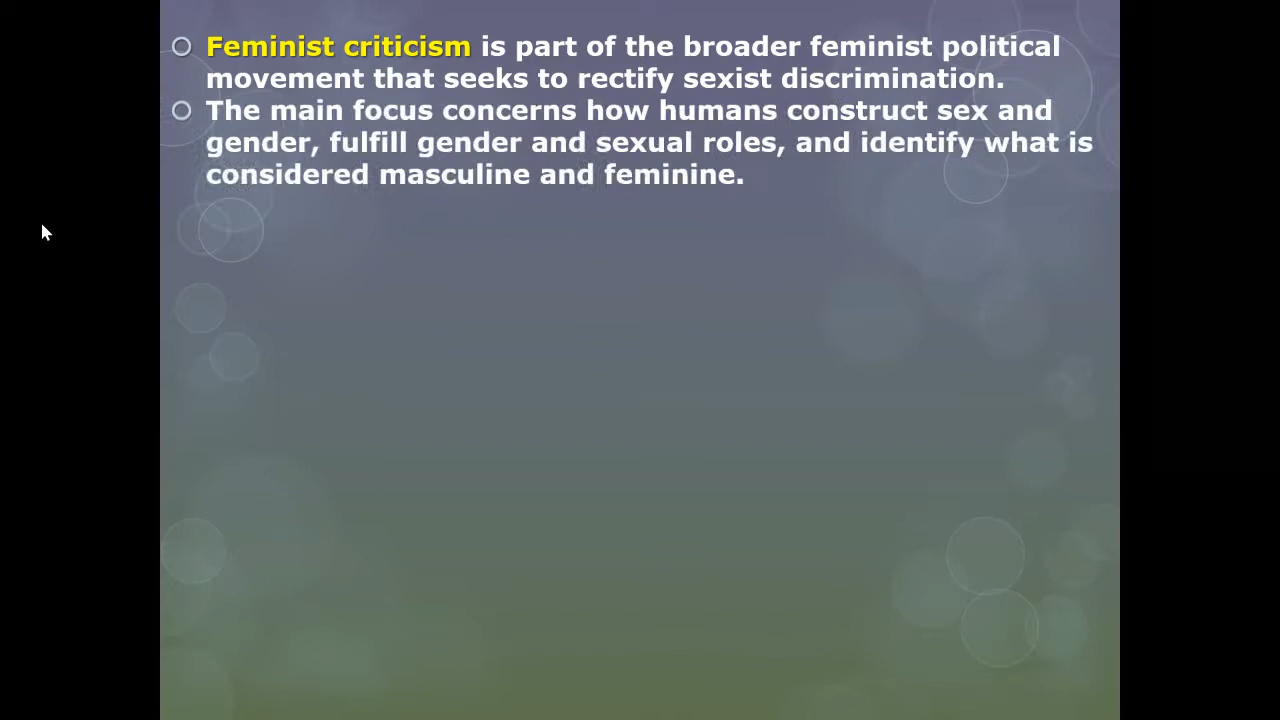 Feminist criticism is part of the broader feminist political
movement that seeks to rectify sexist discrimination.
The main focus concerns how humans construct sex and
gender, fulfill gender and sexual roles, and identify what is
considered masculine and feminine.